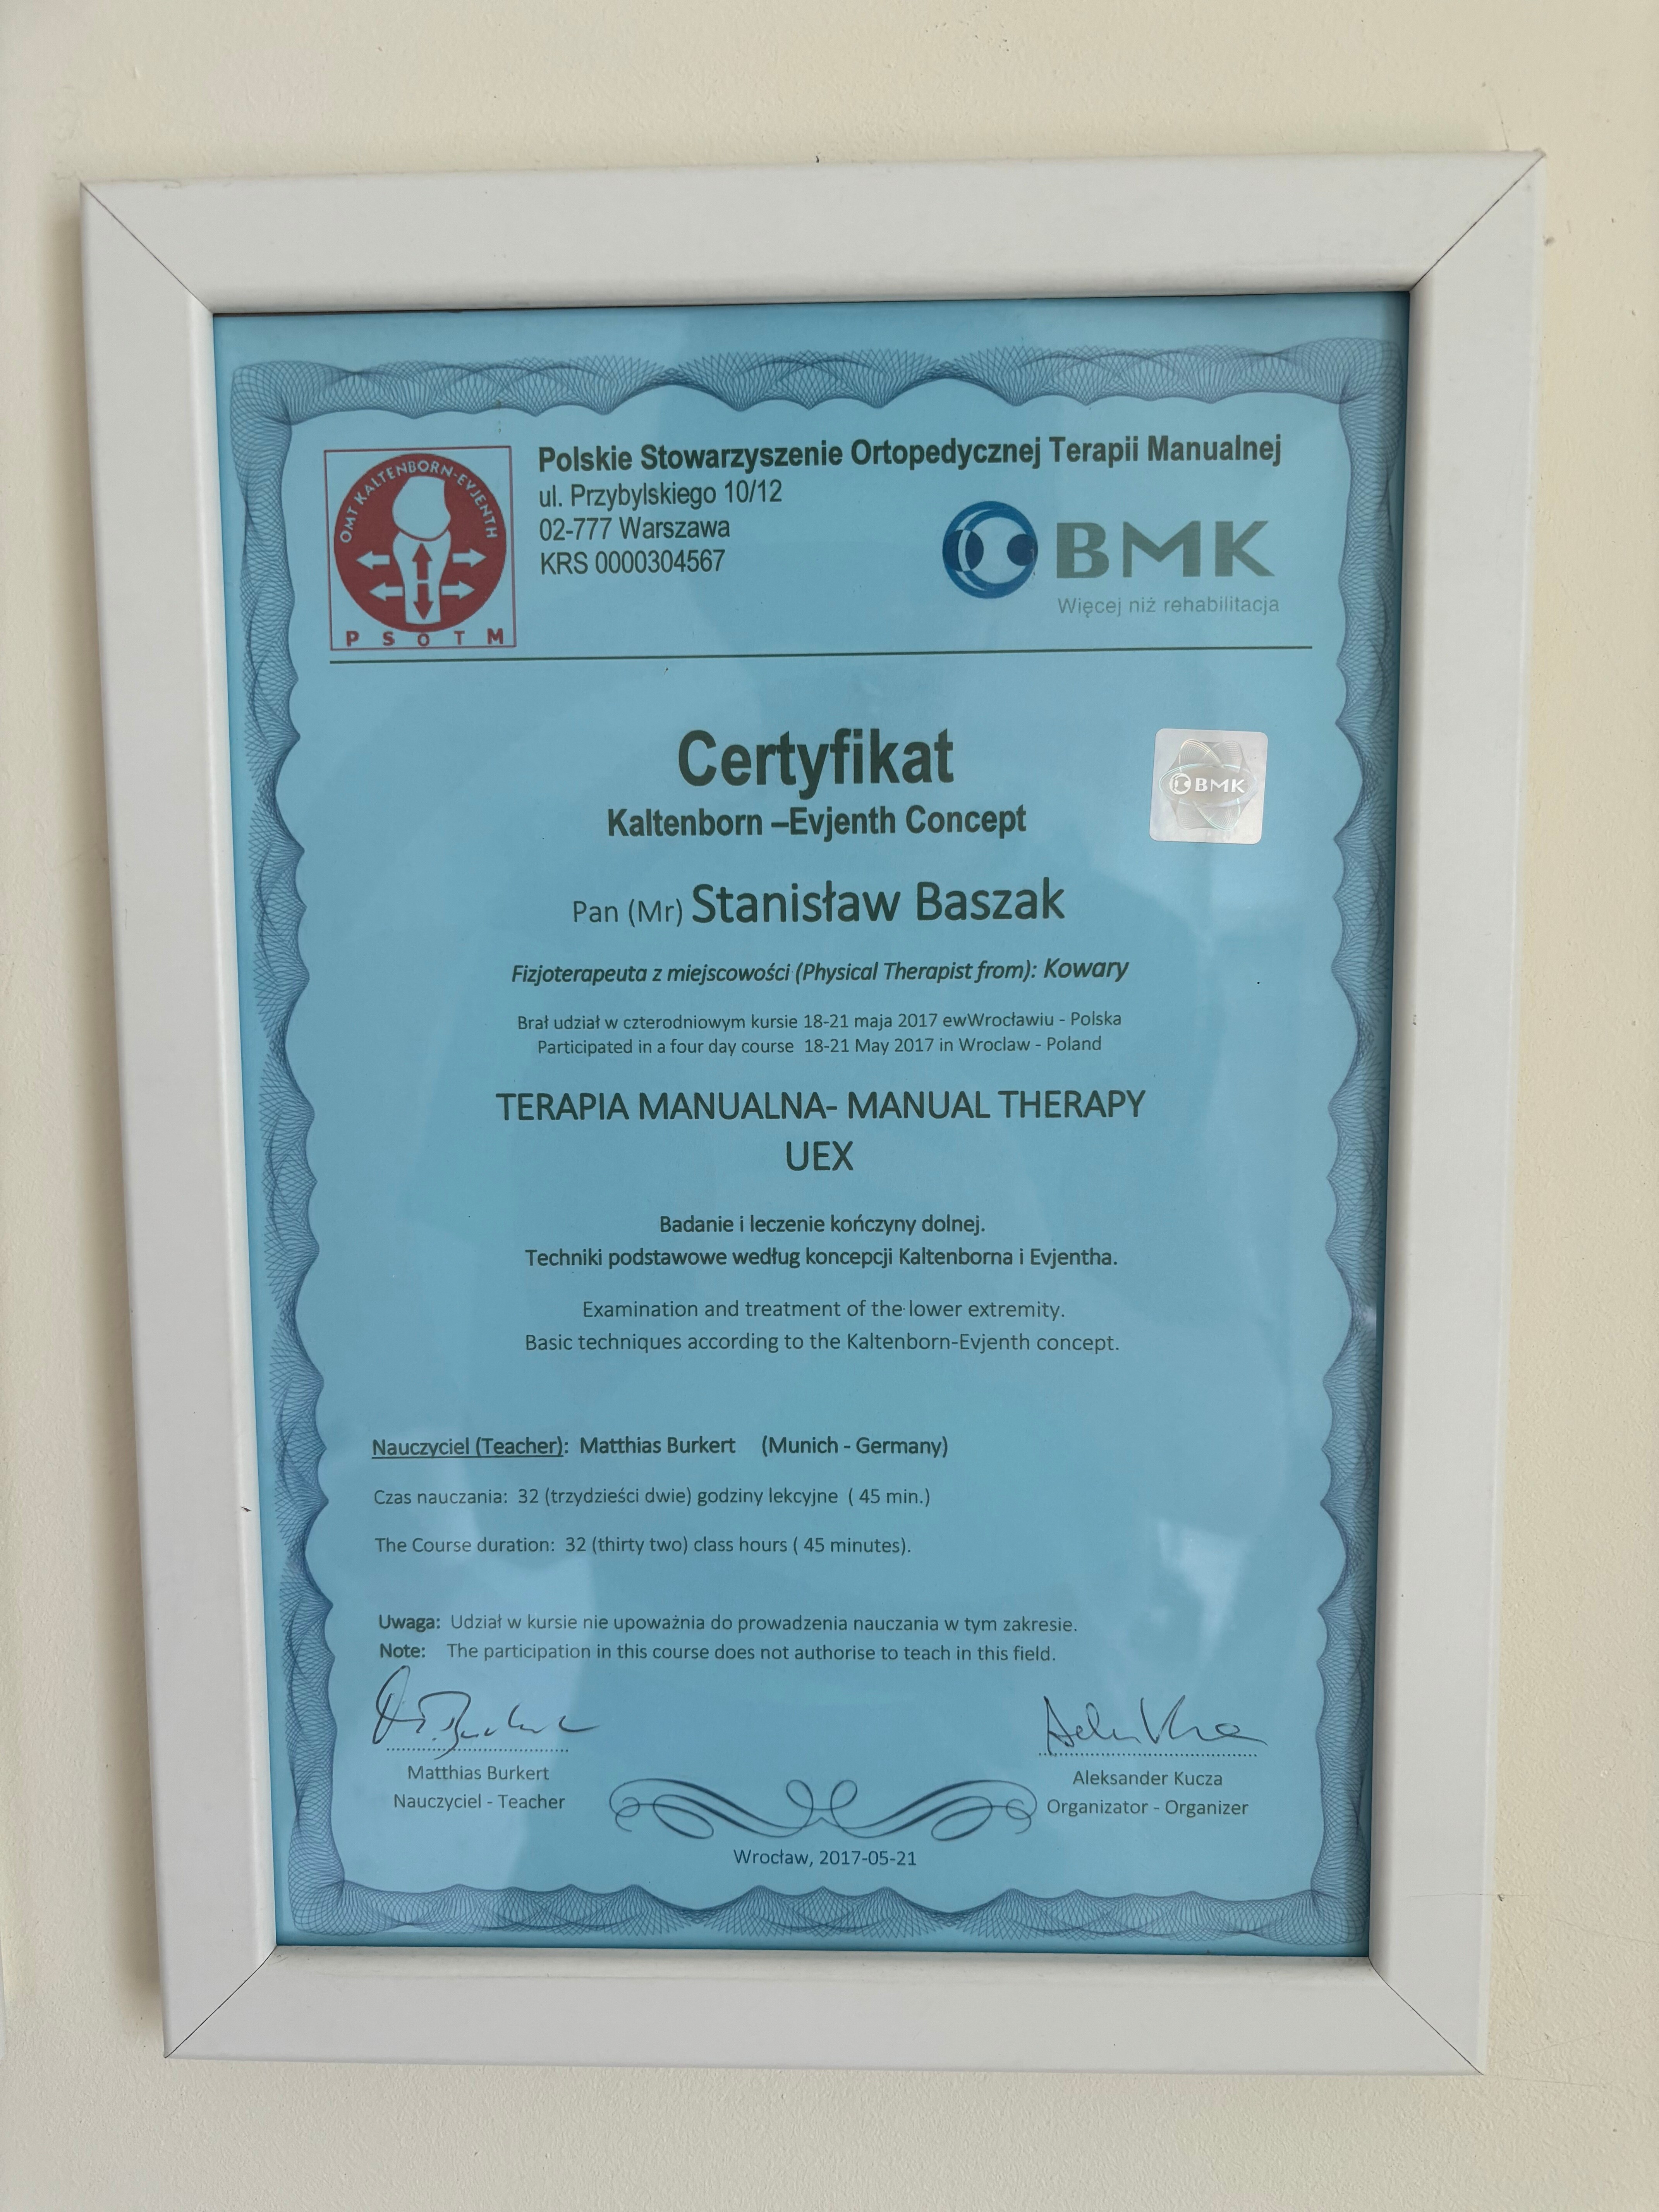 OMT KALTENBORN-EVJENTH
P S O T M
Polskie Stowarzyszenie Ortopedycznej Terapii Manualnej
ul. Przybylskiego 10/12
02-777 Warszawa
KRS 0000304567
BMK
Więcej niż rehabilitacja
Certyfikat
BMK
Kaltenborn –Evjenth Concept
Pan (Mr) Stanisław Baszak
Fizjoterapeuta z miejscowości (Physical Therapist from): Kowary
Brał udział w czterodniowym kursie 18-21 maja 2017 ewWrocławiu - Polska
Participated in a four day course 18-21 May 2017 in Wroclaw - Poland
TERAPIA MANUALNA- MANUAL THERAPY
UEX
Badanie i leczenie kończyny dolnej.
Techniki podstawowe według koncepcji Kaltenborna i Evjentha.
Examination and treatment of the lower extremity.
Basic techniques according to the Kaltenborn-Evjenth concept.
Nauczyciel (Teacher): Matthias Burkert (Munich - Germany)
Czas nauczania: 32 (trzydzieści dwie) godziny lekcyjne ( 45 min.)
The Course duration: 32 (thirty two) class hours ( 45 minutes).
Uwaga: Udział w kursie nie upoważnia do prowadzenia nauczania w tym zakresie.
Note: The participation in this course does not authorise to teach in this field.
Matthias Burkert
Nauczyciel - Teacher
Aleksander Kucza
Organizator - Organizer
Wrocław, 2017-05-21